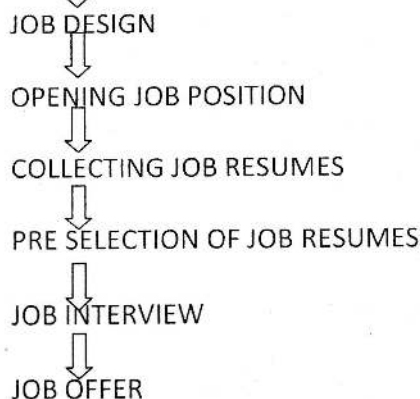 JOB DESIGN
OPENING JOB POSITION
COLLECTING JOB RESUMES
PRE SELECTION OF JOB RESUMES
JOB INTERVIEW
JOB OFFER